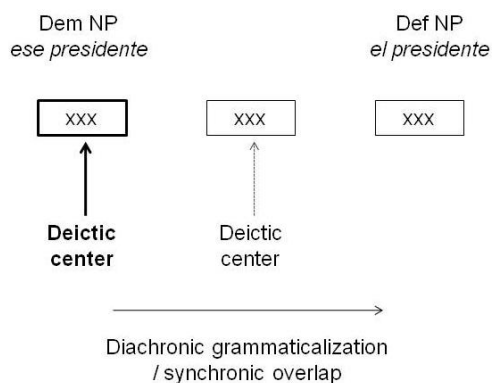 Dem NP
ese presidente
Def NP
el presidente
xxx
xxx
xxx
Deictic
center
Deictic
center
Diachronic grammaticalization
/ synchronic overlap